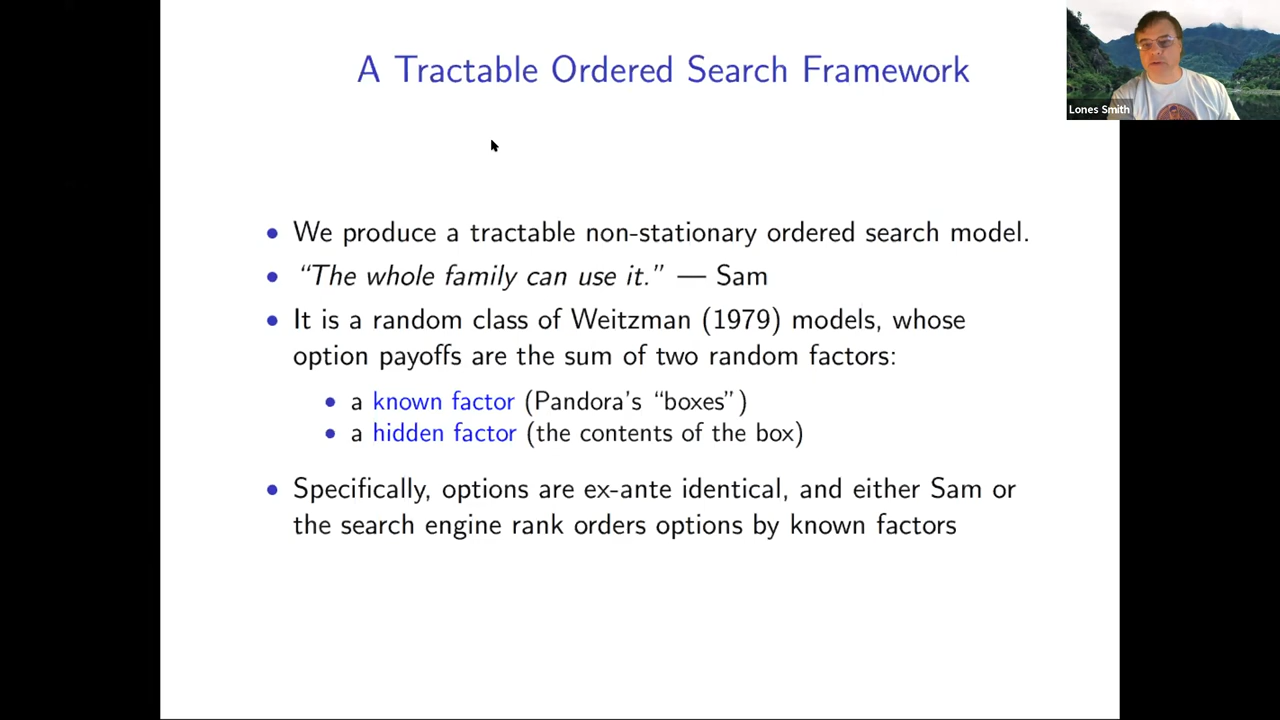 A Tractable Ordered Search Framework
Lones Smith
• We produce a tractable non-stationary ordered search model.
• “The whole family can use it.” — Sam
• It is a random class of Weitzman (1979) models, whose
option payoffs are the sum of two random factors:
• a known factor (Pandora’s “boxes”)
• a hidden factor (the contents of the box)
• Specifically, options are ex-ante identical, and either Sam or
the search engine rank orders options by known factors